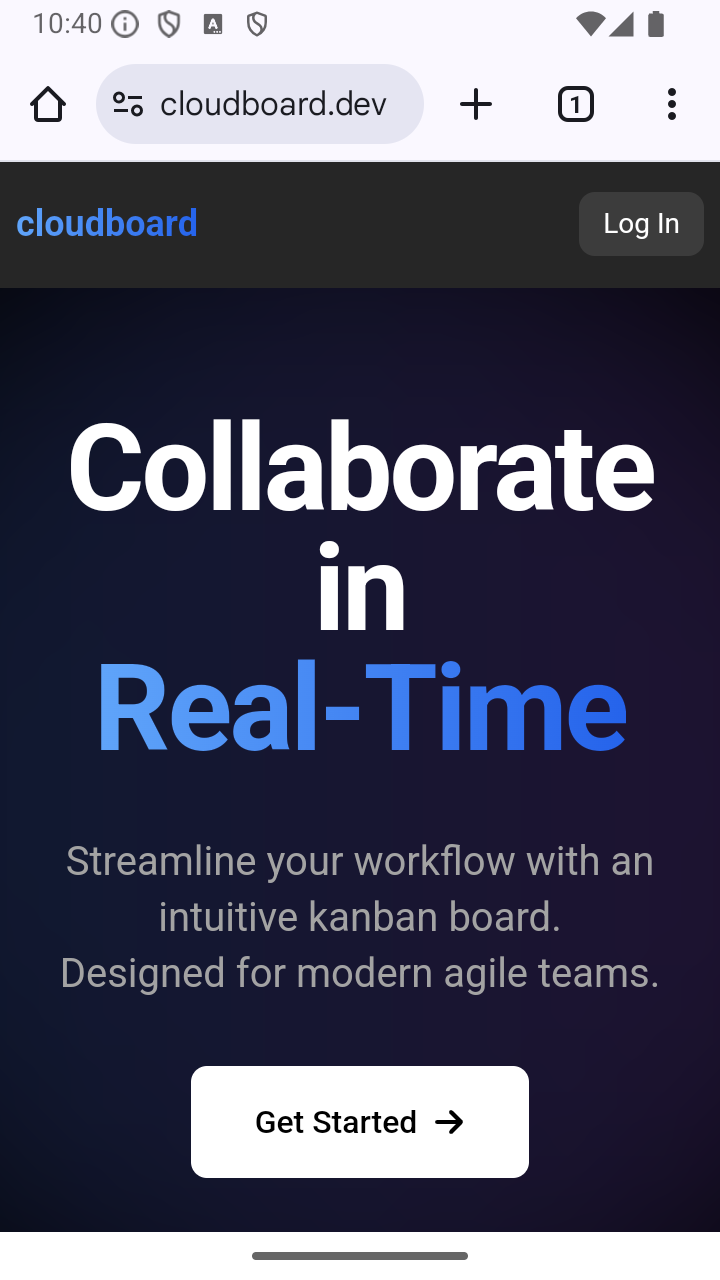 10:40
cloudboard.dev
1
cloudboard
Log In
Collaborate
in
Real-Time
Streamline your workflow with an
intuitive kanban board.
Designed for modern agile teams.
Get Started